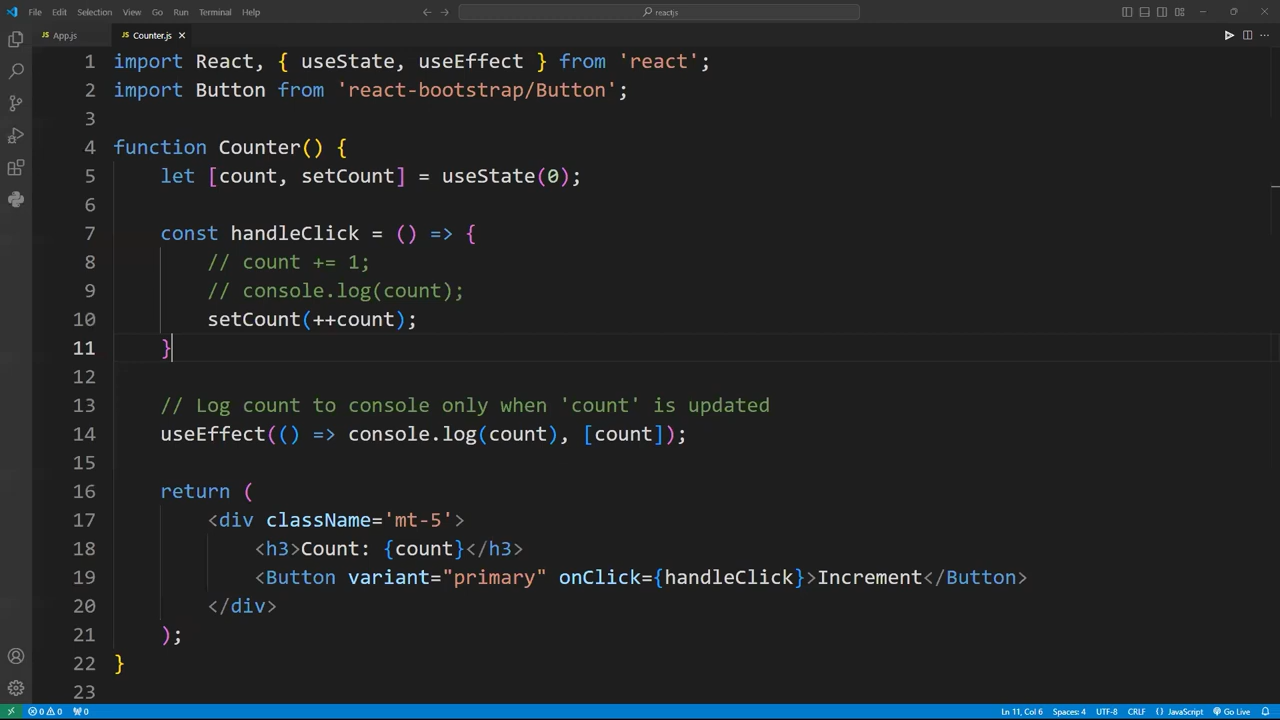 File Edit Selection View Go Run Terminal Help reactjs
App.js Counter.js
1 import React, { useState, useEffect } from 'react';
2 import Button from 'react-bootstrap/Button';
3
4 function Counter() {
5 let [count, setCount] = useState(0);
6
7 const handleClick = () => {
8 // count += 1;
9 // console.log(count);
10 setCount(++count);
11 }
12
13 // Log count to console only when 'count' is updated
14 useEffect(() => console.log(count), [count]);
15
16 return (
17 <div className='mt-5'>
18 <h3>Count: {count}</h3>
19 <Button variant="primary" onClick={handleClick}>Increment</Button>
20 </div>
21 );
22 }
23
0 0 0 Ln 11, Col 6 Spaces: 4 UTF-8 CRLF {} JavaScript Go Live